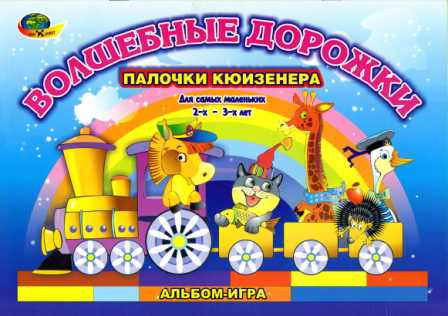 ВОЛШЕБНЫЕ ДОРОЖКИ
ПАЛОЧКИ КЮИЗЕНЕРА
Для самых маленьких
2-х - 3-х лет
АЛЬБОМ-ИГРА